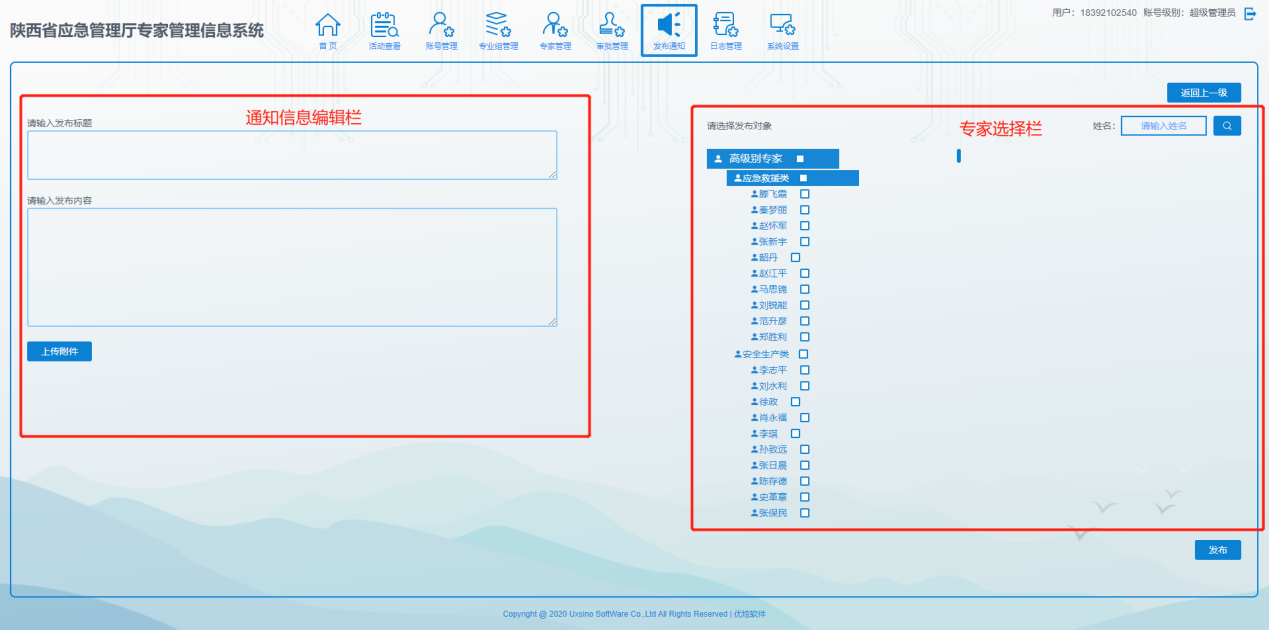 陕西省应急管理厅专家管理信息系统
首页
活动查看
账号管理
专业组管理
专家管理
审批管理
发布通知
日志管理
系统设置
用户：18392102540 账号级别：超级管理员
返回上一级
通知信息编辑栏
请输入发布标题
请输入发布内容
上传附件
请选择发布对象
专家选择栏
姓名：
请输入姓名
高级别专家
应急救援类
滕飞霞
秦梦丽
赵怀军
张新宇
韶丹
赵江平
马思锦
刘锐能
范升彦
郑胜利
安全生产类
李志平
刘水利
徐政
肖永福
李琪
孙致远
张日晨
陈存德
史革章
张保民
发布
Copyright @ 2020 Uxsino SoftWare Co.,Ltd All Rights Reserved | 优炫软件